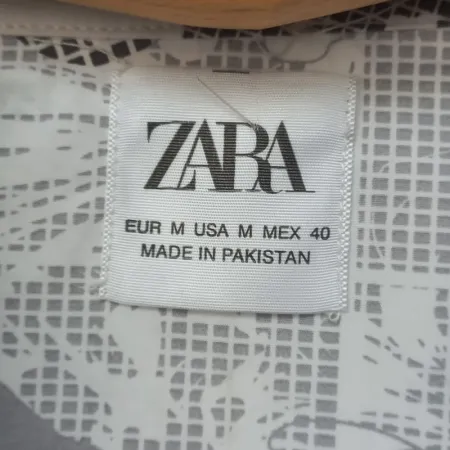 ZARA
EUR M USA M MEX 40
MADE IN PAKISTAN